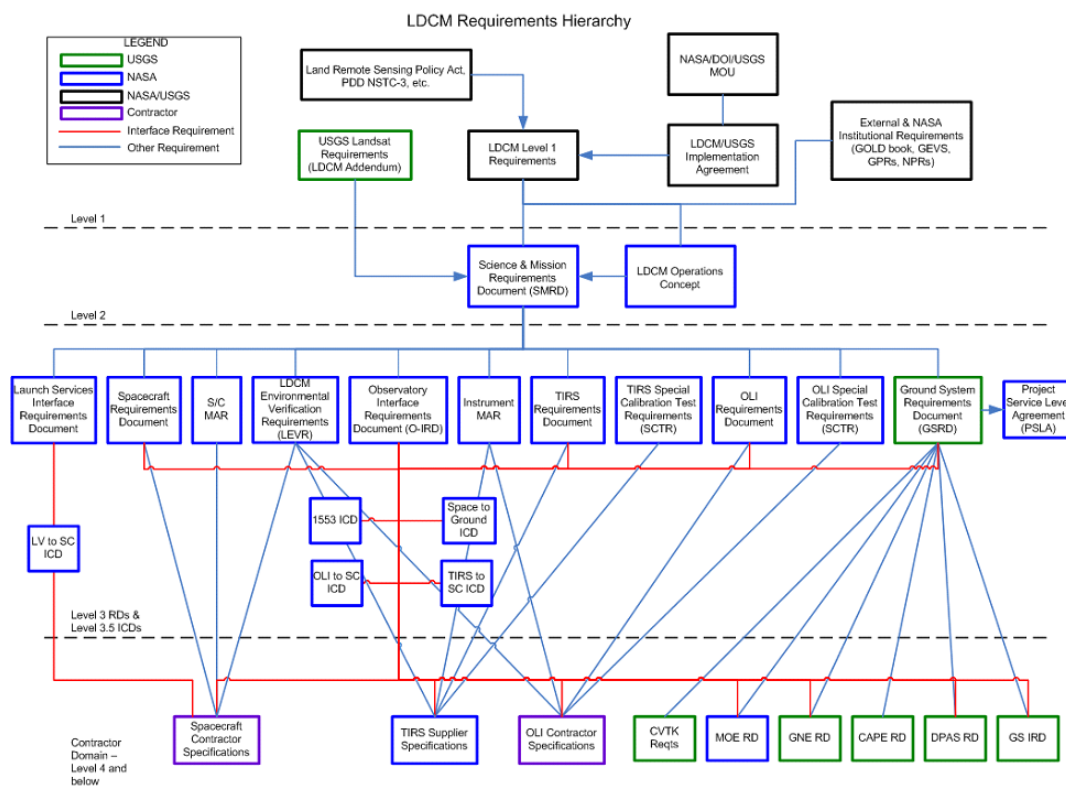 LDCM Requirements Hierarchy
LEGEND
USGS
NASA
NASA/USGS
Contractor
Interface Requirement
Other Requirement
Land Remote Sensing Policy Act,
PDD NSTC-3, etc.
NASA/DOI/USGS
MOU
USGS Landsat
Requirements
(LDCM Addendum)
LDCM Level 1
Requirements
LDCM/USGS
Implementation
Agreement
External & NASA
Institutional Requirements
(GOLD book, GEVS,
GPRs, NPRs)
Level 1
Science & Mission
Requirements
Document (SMRD)
LDCM Operations
Concept
Level 2
Launch Services
Interface
Requirements
Document
Spacecraft
Requirements
Document
S/C
MAR
LDCM
Environmental
Verification
Requirements
(LEVR)
Observatory
Interface
Requirements
Document (O-IRD)
Instrument
MAR
TIRS
Requirements
Document
TIRS Special
Calibration Test
Requirements
(SCTR)
OLI
Requirements
Document
OLI Special
Calibration Test
Requirements
(SCTR)
Ground System
Requirements
Document
(GSRD)
Project
Service Level
Agreement
(PSLA)
LV to SC
ICD
1553 ICD
Space to
Ground
ICD
OLI to SC
ICD
TIRS to
SC ICD
Level 3 RDs &
Level 3.5 ICDs
Contractor
Domain –
Level 4 and
below
Spacecraft
Contractor
Specifications
TIRS Supplier
Specifications
OLI Contractor
Specifications
CVTK
Reqts
MOE RD
GNE RD
CAPE RD
DPAS RD
GS IRD